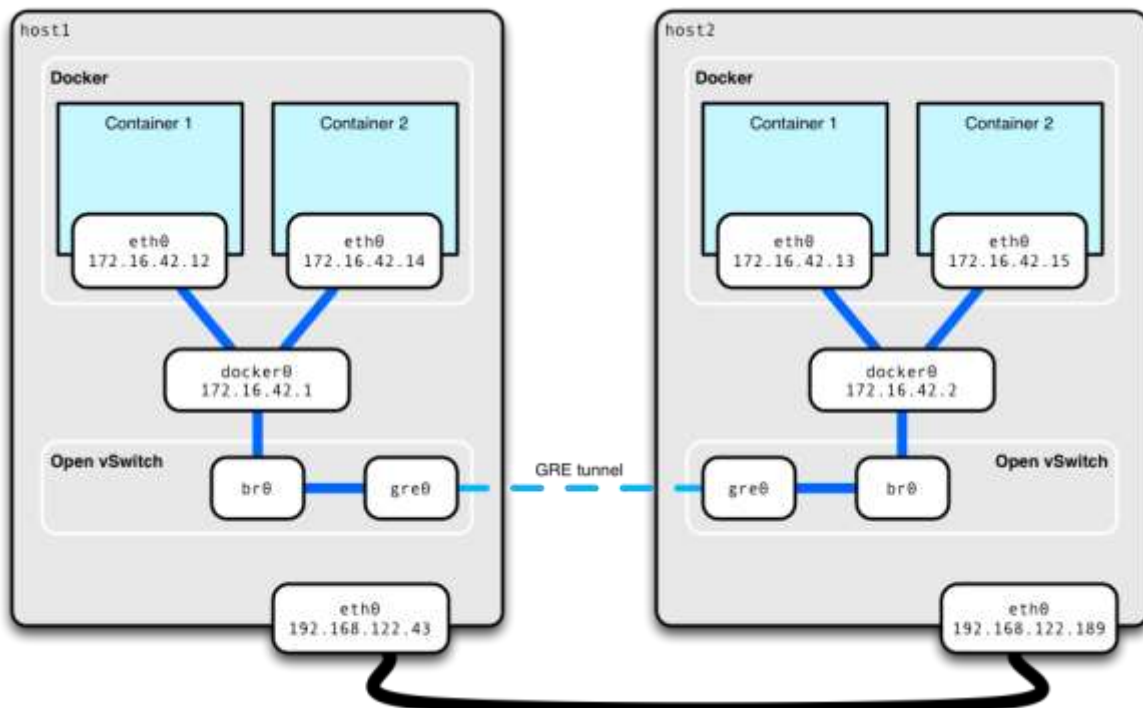 host1
Docker
Container 1
Container 2
eth0
172.16.42.12
eth0
172.16.42.14
docker0
172.16.42.1
Open vSwitch
br0
gre0
eth0
192.168.122.43
GRE tunnel
host2
Docker
Container 1
Container 2
eth0
172.16.42.13
eth0
172.16.42.15
docker0
172.16.42.2
gre0
br0
Open vSwitch
eth0
192.168.122.189